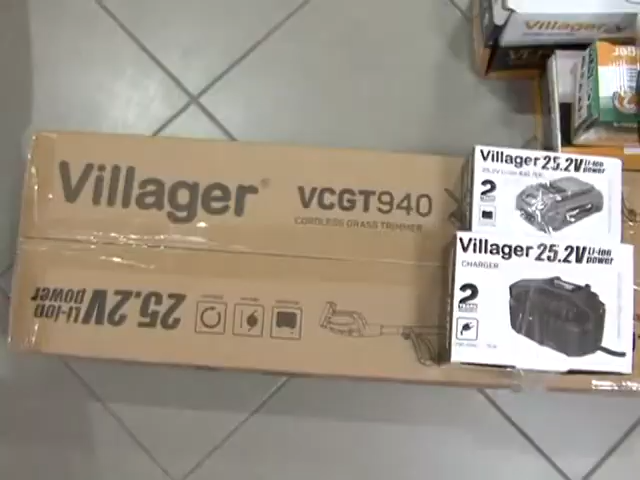 Villager
Villager®
VCGT940
CORDLESS GRASS TRIMMER
25.2V Li-Ion
power
Villager 25.2V Li-Ion
power
2
Villager 25.2V Li-Ion
power
CHARGER
2